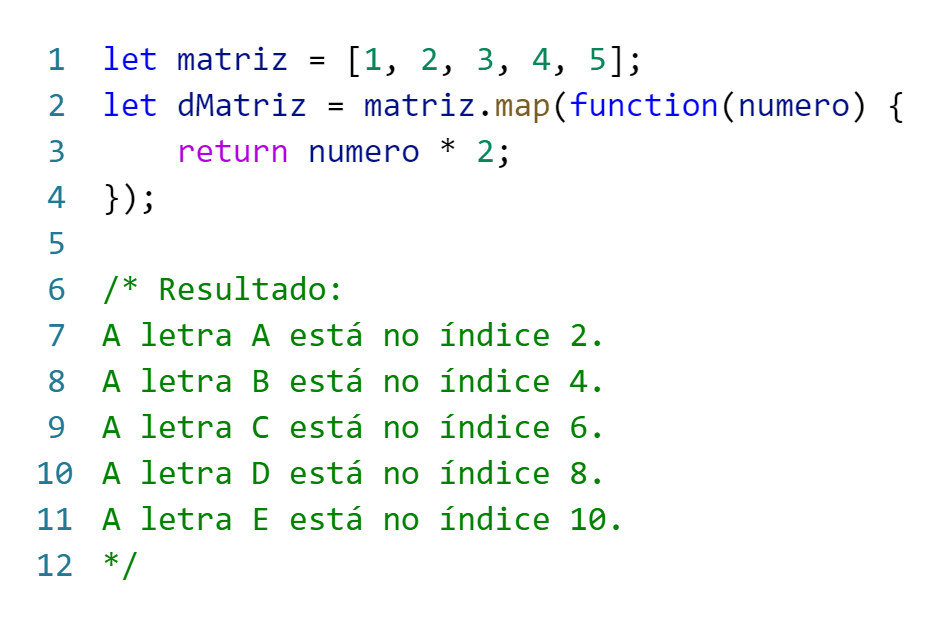 1 let matriz = [1, 2, 3, 4, 5];
2 let dMatriz = matriz.map(function(numero) {
3     return numero * 2;
4 });
5
6 /* Resultado:
7 A letra A está no índice 2.
8 A letra B está no índice 4.
9 A letra C está no índice 6.
10 A letra D está no índice 8.
11 A letra E está no índice 10.
12 */